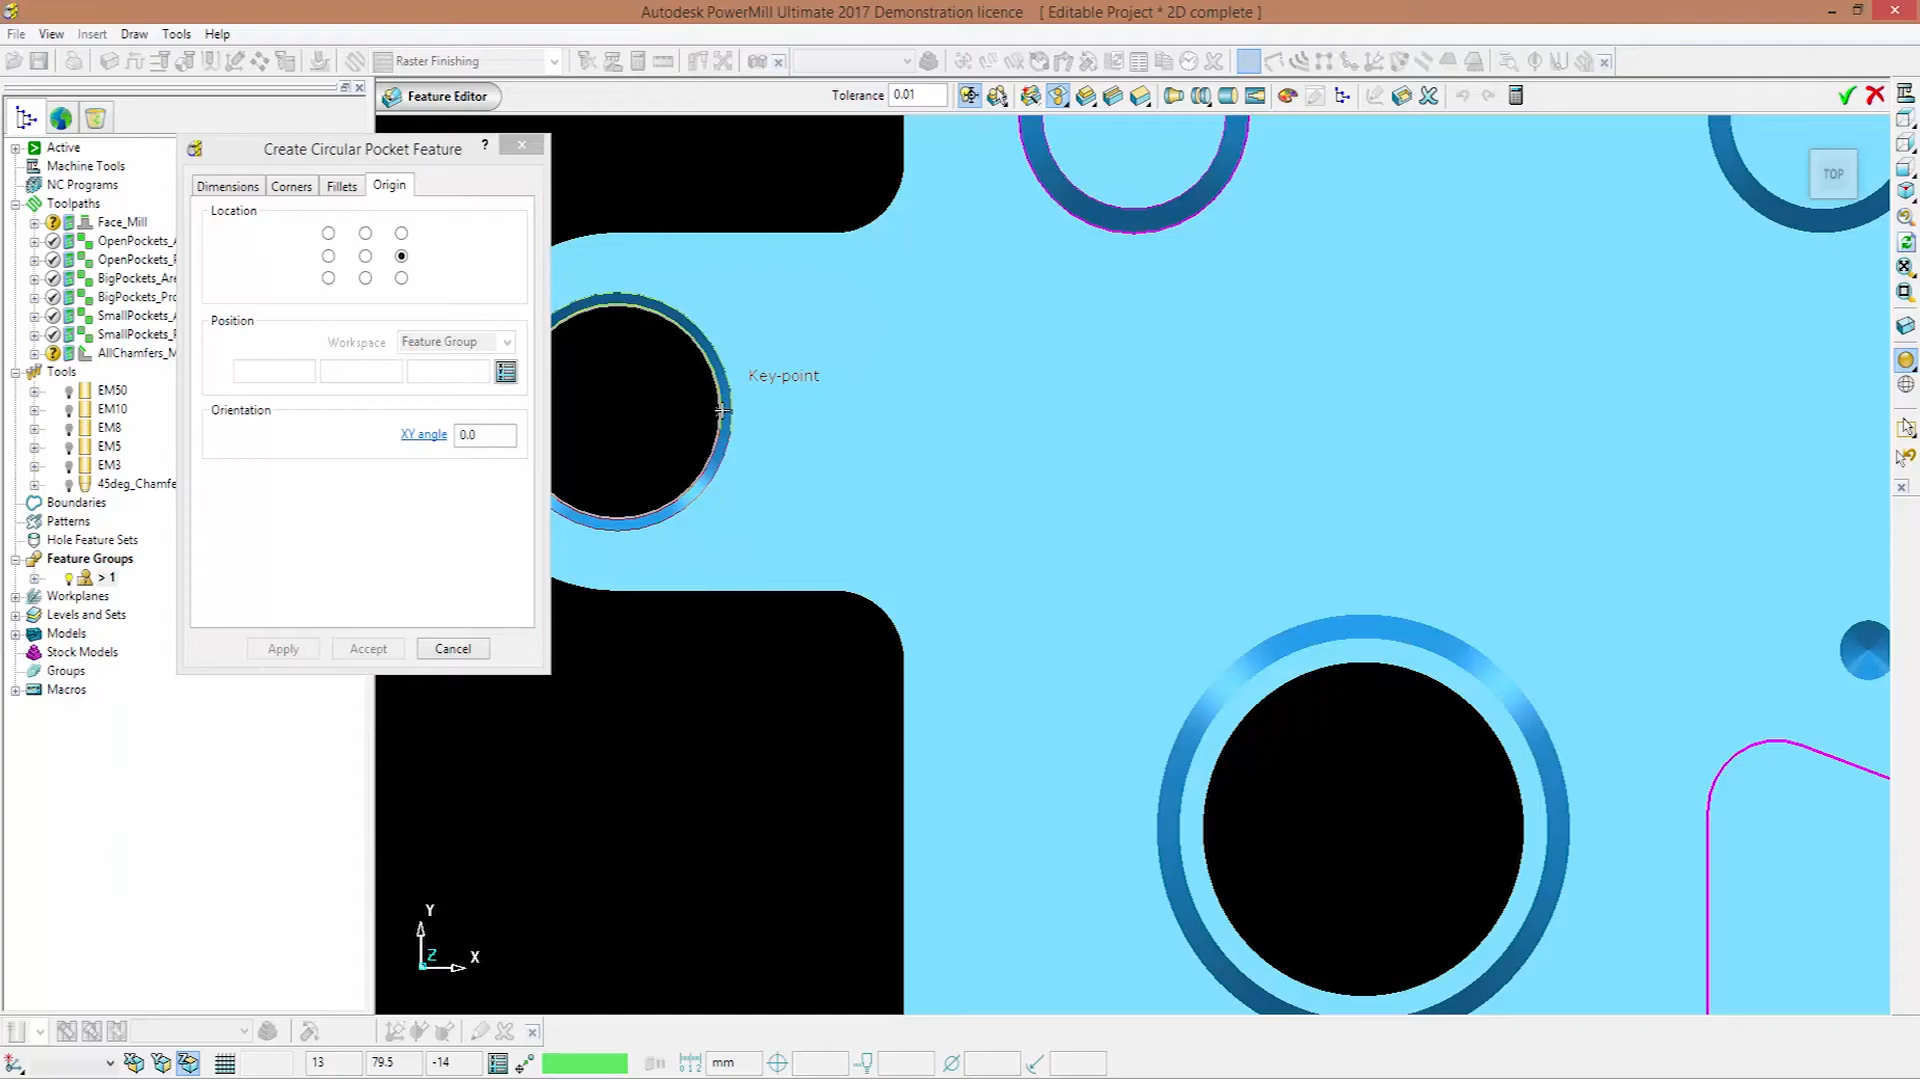 Autodesk PowerMill Ultimate 2017 Demonstration licence [ Editable Project * 2D complete ]
File View Insert Draw Tools Help
Raster Finishing
Feature Editor
Tolerance 0.01
Active
Machine Tools
NC Programs
Toolpaths
Face_Mill
OpenPockets_
OpenPockets_
BigPockets_Are
BigPockets_Pro
SmallPockets_
SmallPockets_
AllChamfers_M
Tools
EM50
EM10
EM8
EM5
EM3
45deg_Chamfe
Boundaries
Patterns
Hole Feature Sets
Feature Groups
> 1
Workplanes
Levels and Sets
Models
Stock Models
Groups
Macros
Create Circular Pocket Feature ?
Dimensions Corners Fillets Origin
Location
Position
Workspace Feature Group
Orientation
XY angle 0.0
Apply Accept Cancel
Key-point
TOP
Y
Z X
13 79.5 -14 mm